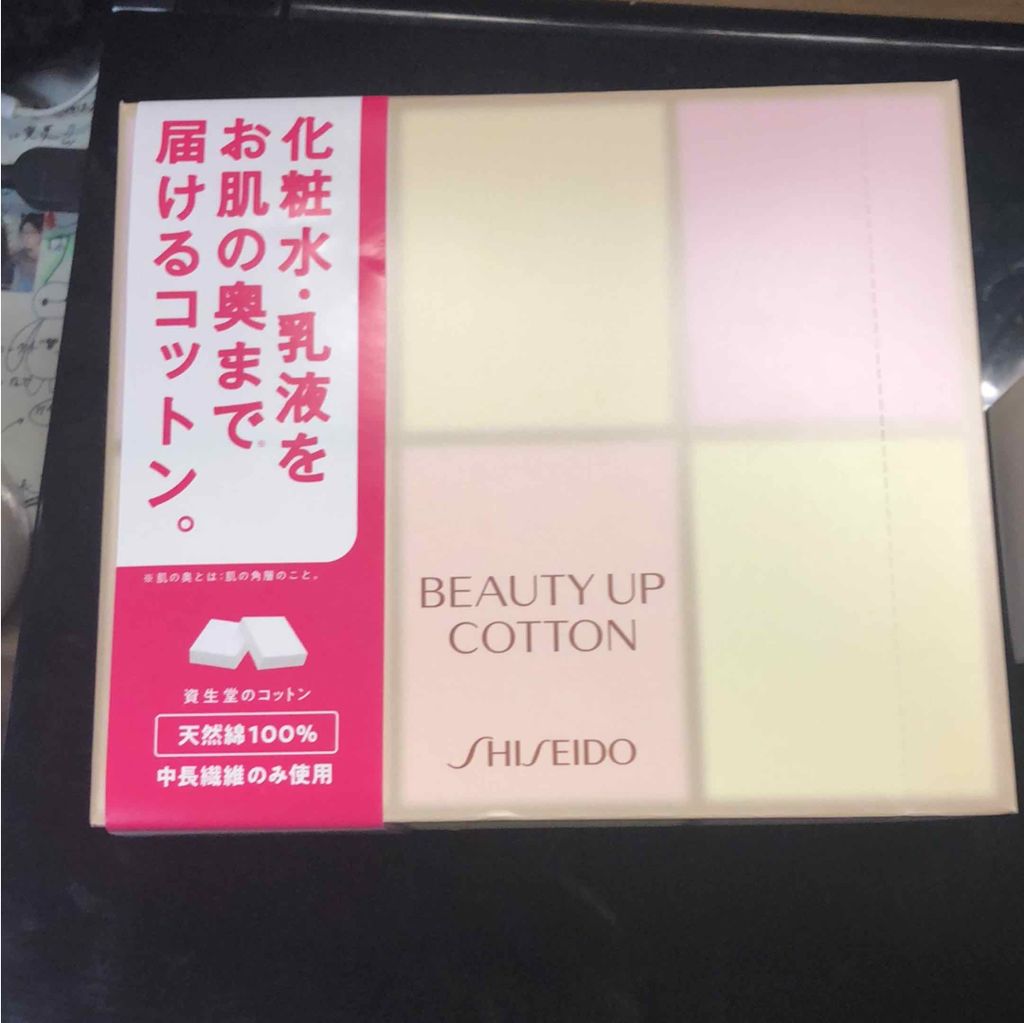 化粧水・乳液を
お肌の奥まで※
届けるコットン。
※肌の奥とは:肌の角層のこと。
資生堂のコットン
天然綿100%
中長繊維のみ使用
BEAUTY UP
COTTON
SHISEIDO